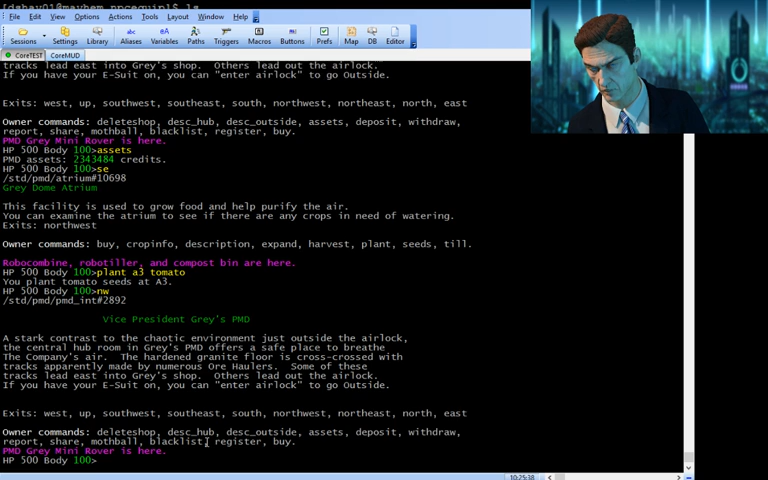 [dshav01@mayhem npcequip]$ ls
File View Options Actions Tools Layout Window Help
Sessions Settings Library Aliases Variables Paths Triggers Macros Buttons Prefs Map DB Editor
CoreTEST CoreMUD
tracks lead east into Grey's shop. Others lead out the airlock.
If you have your E-Suit on, you can "enter airlock" to go Outside.
Exits: west, up, southwest, southeast, south, northwest, northeast, north, east
Owner commands: deleteshop, desc_hub, desc_outside, assets, deposit, withdraw,
report, share, mothball, blacklist, register, buy.
PMD Grey Mini Rover is here.
HP 500 Body 100>assets
PMD assets: 2343484 credits.
HP 500 Body 100>se
/std/pmd/atrium#10698
Grey Dome Atrium
This facility is used to grow food and help purify the air.
You can examine the atrium to see if there are any crops in need of watering.
Exits: northwest
Owner commands: buy, cropinfo, description, expand, harvest, plant, seeds, till.
Robocombine, robotiller, and compost bin are here.
HP 500 Body 100>plant a3 tomato
You plant tomato seeds at A3.
HP 500 Body 100>nw
/std/pmd/pmd_int#2892
Vice President Grey's PMD
A stark contrast to the chaotic environment just outside the airlock,
the central hub room in Grey's PMD offers a safe place to breathe
The Company's air. The hardened granite floor is cross-crossed with
tracks apparently made by numerous Ore Haulers. Some of these
tracks lead east into Grey's shop. Others lead out the airlock.
If you have your E-Suit on, you can "enter airlock" to go Outside.
Exits: west, up, southwest, southeast, south, northwest, northeast, north, east
Owner commands: deleteshop, desc_hub, desc_outside, assets, deposit, withdraw,
report, share, mothball, blacklist, register, buy.
PMD Grey Mini Rover is here.
HP 500 Body 100>
10:25:38